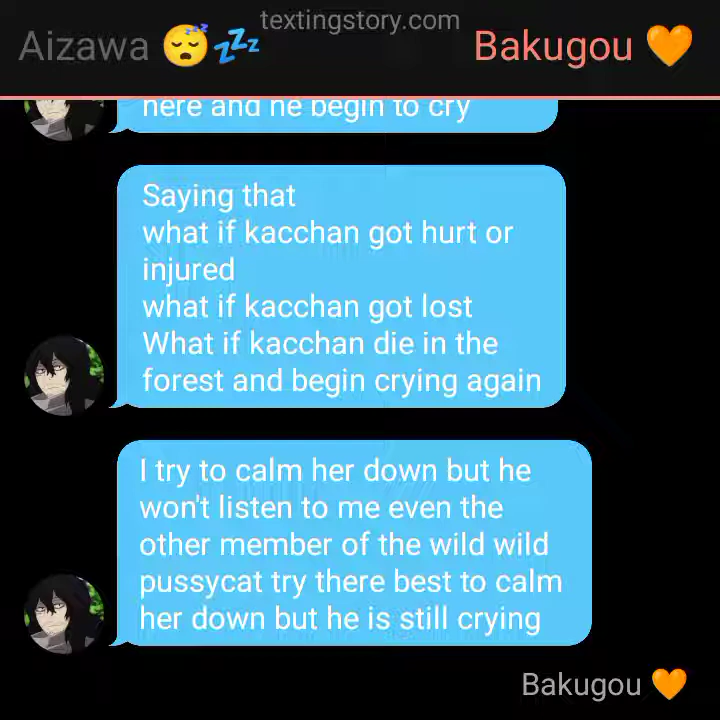 textingstory.com
Aizawa 😴💤
Bakugou 🧡
here and he begin to cry
Saying that
what if kacchan got hurt or
injured
what if kacchan got lost
What if kacchan die in the
forest and begin crying again
I try to calm her down but he
won't listen to me even the
other member of the wild wild
pussycat try there best to calm
her down but he is still crying
Bakugou 🧡